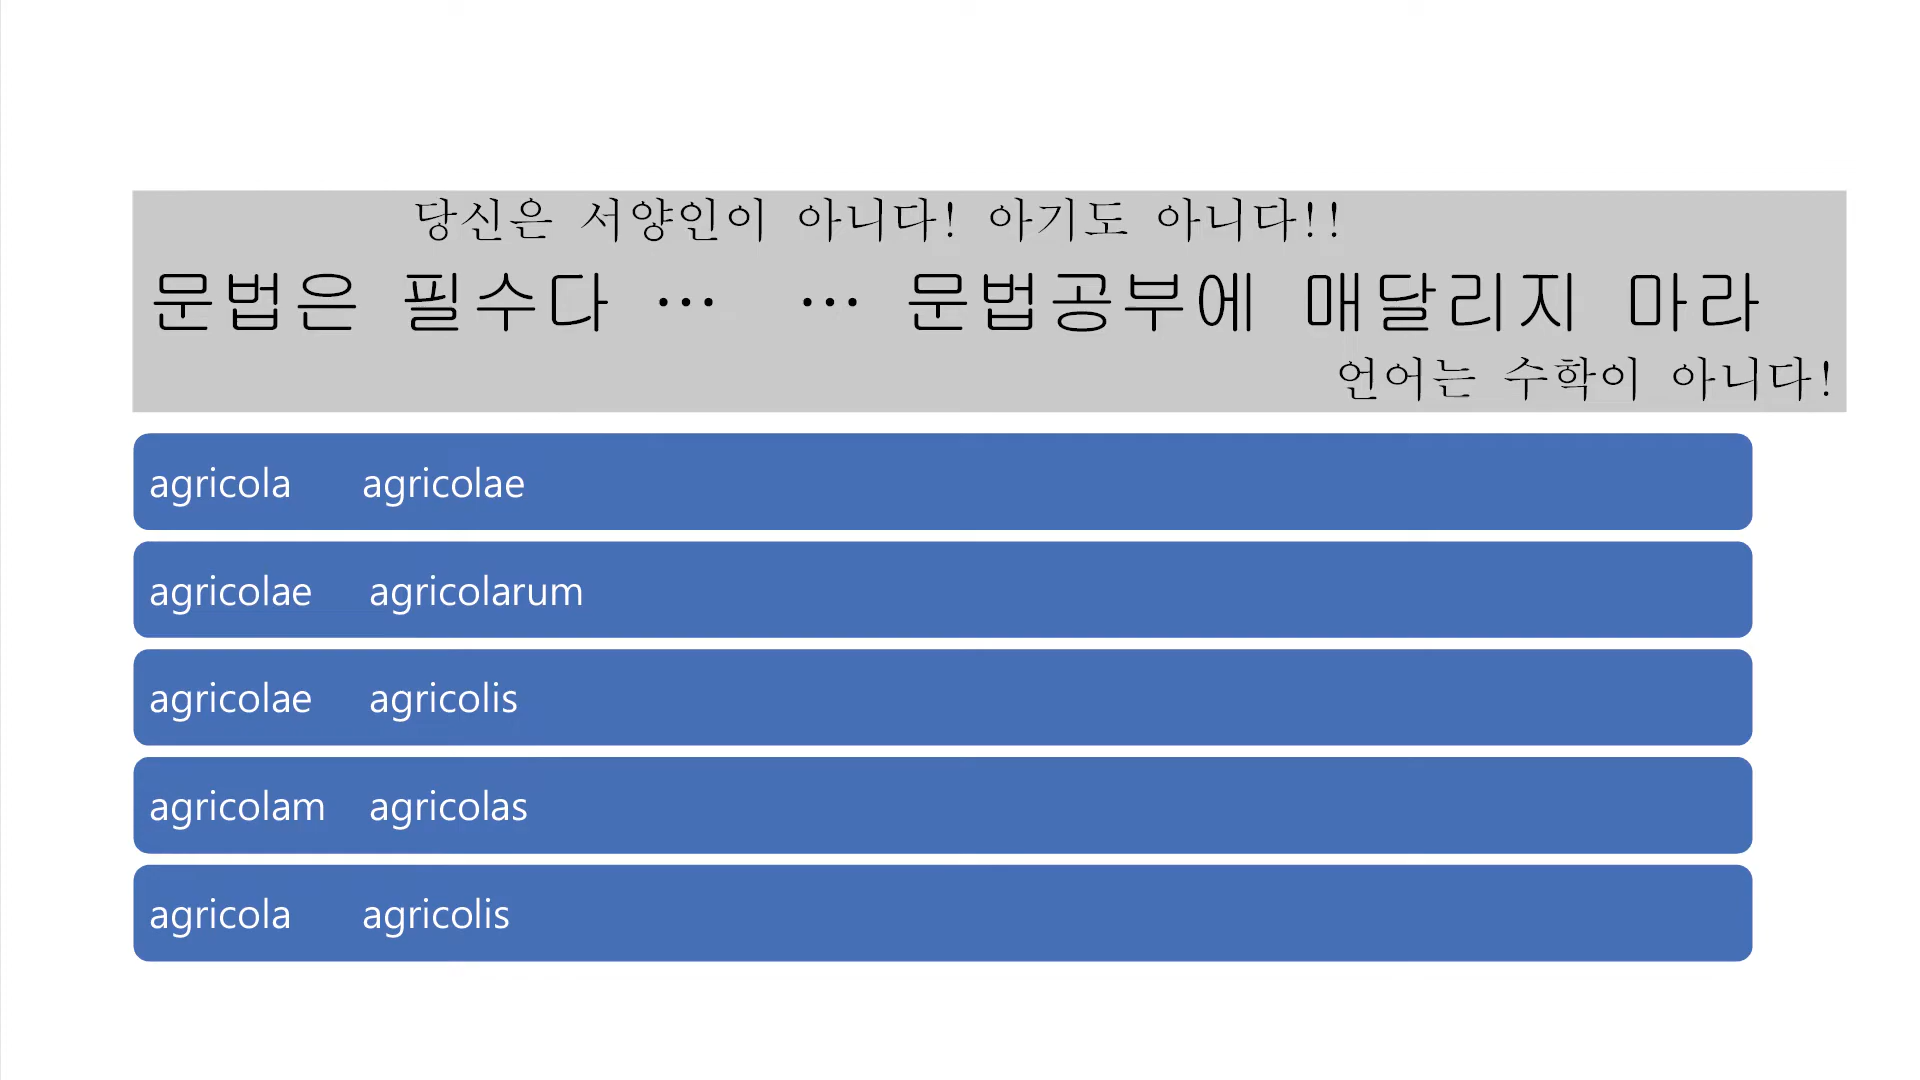 당신은 서양인이 아니다! 아기도 아니다!!
문법은 필수다 … … 문법공부에 매달리지 마라
언어는 수학이 아니다!
agricola agricolae
agricolae agricolarum
agricolae agricolis
agricolam agricolas
agricola agricolis